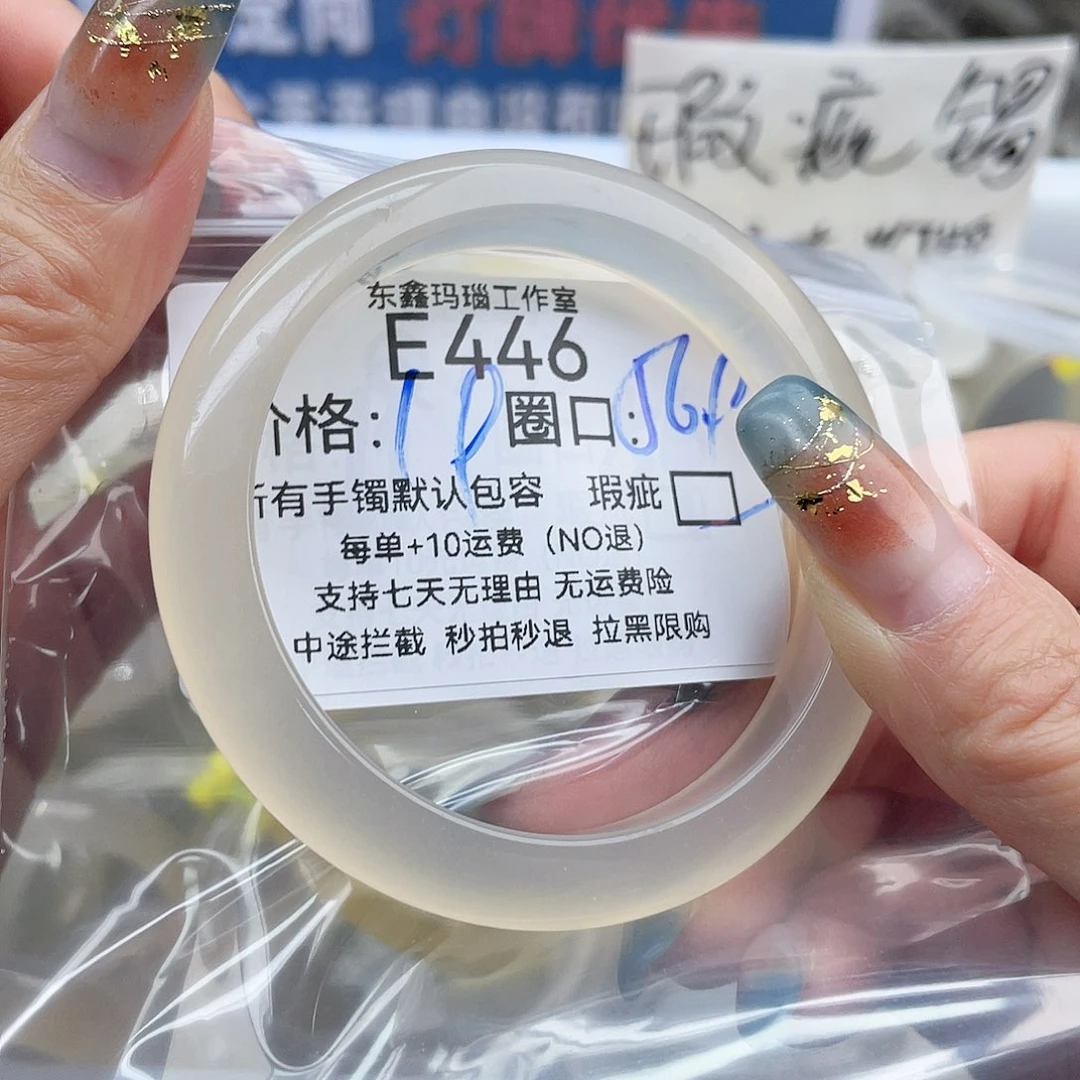 瑕疵镯
东鑫玛瑙工作室
E446
价格: 圈口: 56
所有手镯默认包容 瑕疵
每单+10运费（NO退）
支持七天无理由 无运费险
中途拦截 秒拍秒退 拉黑限购